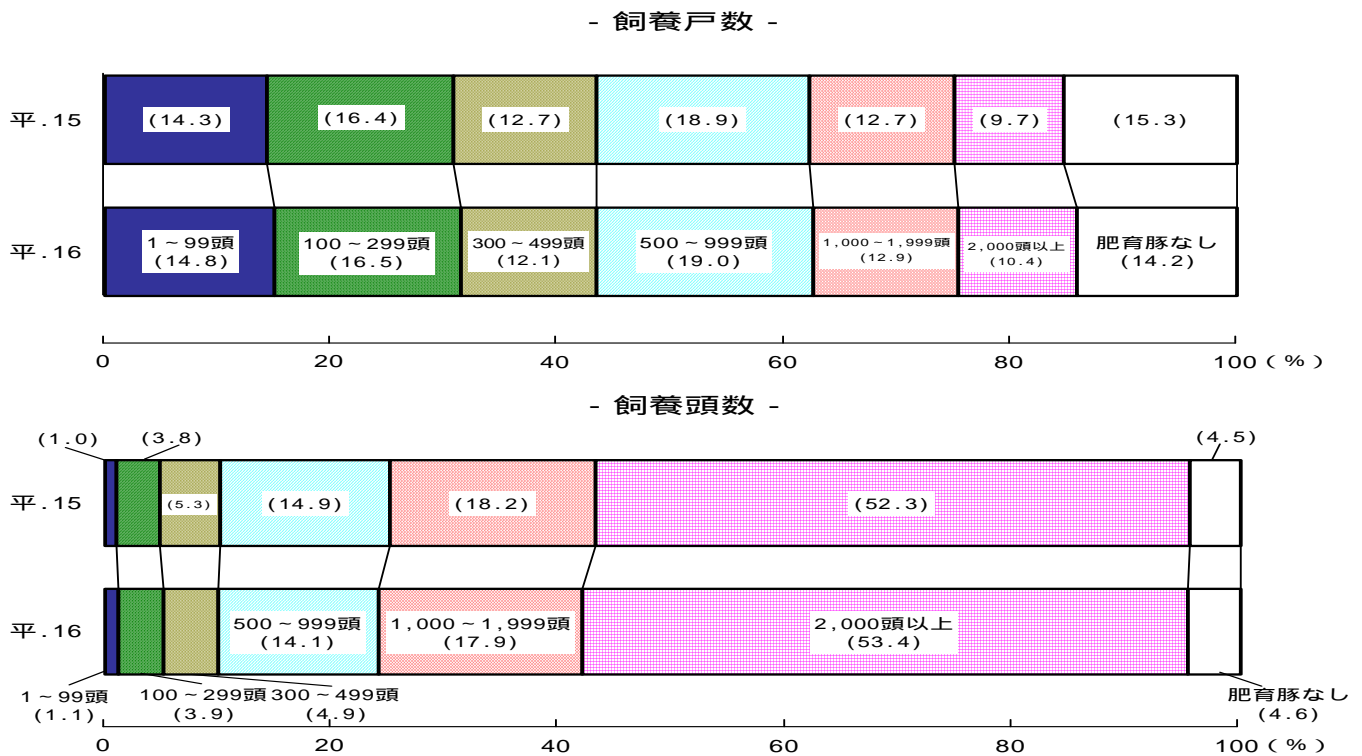 - 飼養戸数 -
平.15
(14.3)
(16.4)
(12.7)
(18.9)
(12.7)
(9.7)
(15.3)
平.16
1～99頭
(14.8)
100～299頭
(16.5)
300～499頭
(12.1)
500～999頭
(19.0)
1,000～1,999頭
(12.9)
2,000頭以上
(10.4)
肥育豚なし
(14.2)
0 20 40 60 80 100 ( % )
- 飼養頭数 -
(1.0)
(3.8)
(4.5)
平.15
(5.3)
(14.9)
(18.2)
(52.3)
平.16
500～999頭
(14.1)
1,000～1,999頭
(17.9)
2,000頭以上
(53.4)
1～99頭
(1.1)
100～299頭
(3.9)
300～499頭
(4.9)
肥育豚なし
(4.6)
0 20 40 60 80 100 ( % )